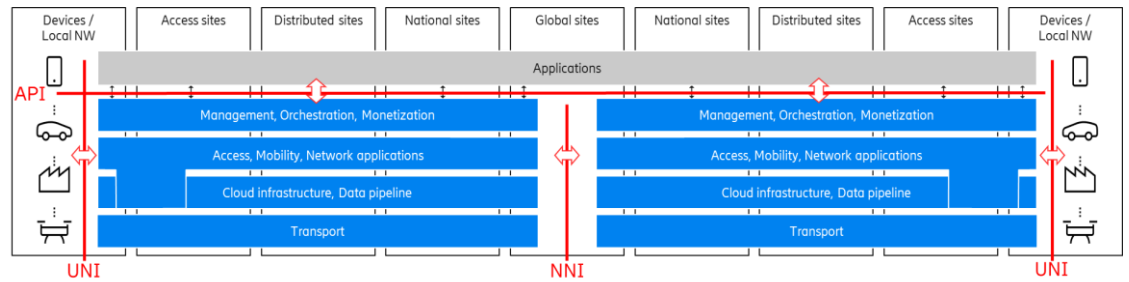 Devices /
Local NW
Access sites
Distributed sites
National sites
Global sites
National sites
Distributed sites
Access sites
Devices /
Local NW
Applications
API
Management, Orchestration, Monetization
Management, Orchestration, Monetization
Access, Mobility, Network applications
Access, Mobility, Network applications
Cloud infrastructure, Data pipeline
Cloud infrastructure, Data pipeline
Transport
Transport
UNI
NNI
UNI